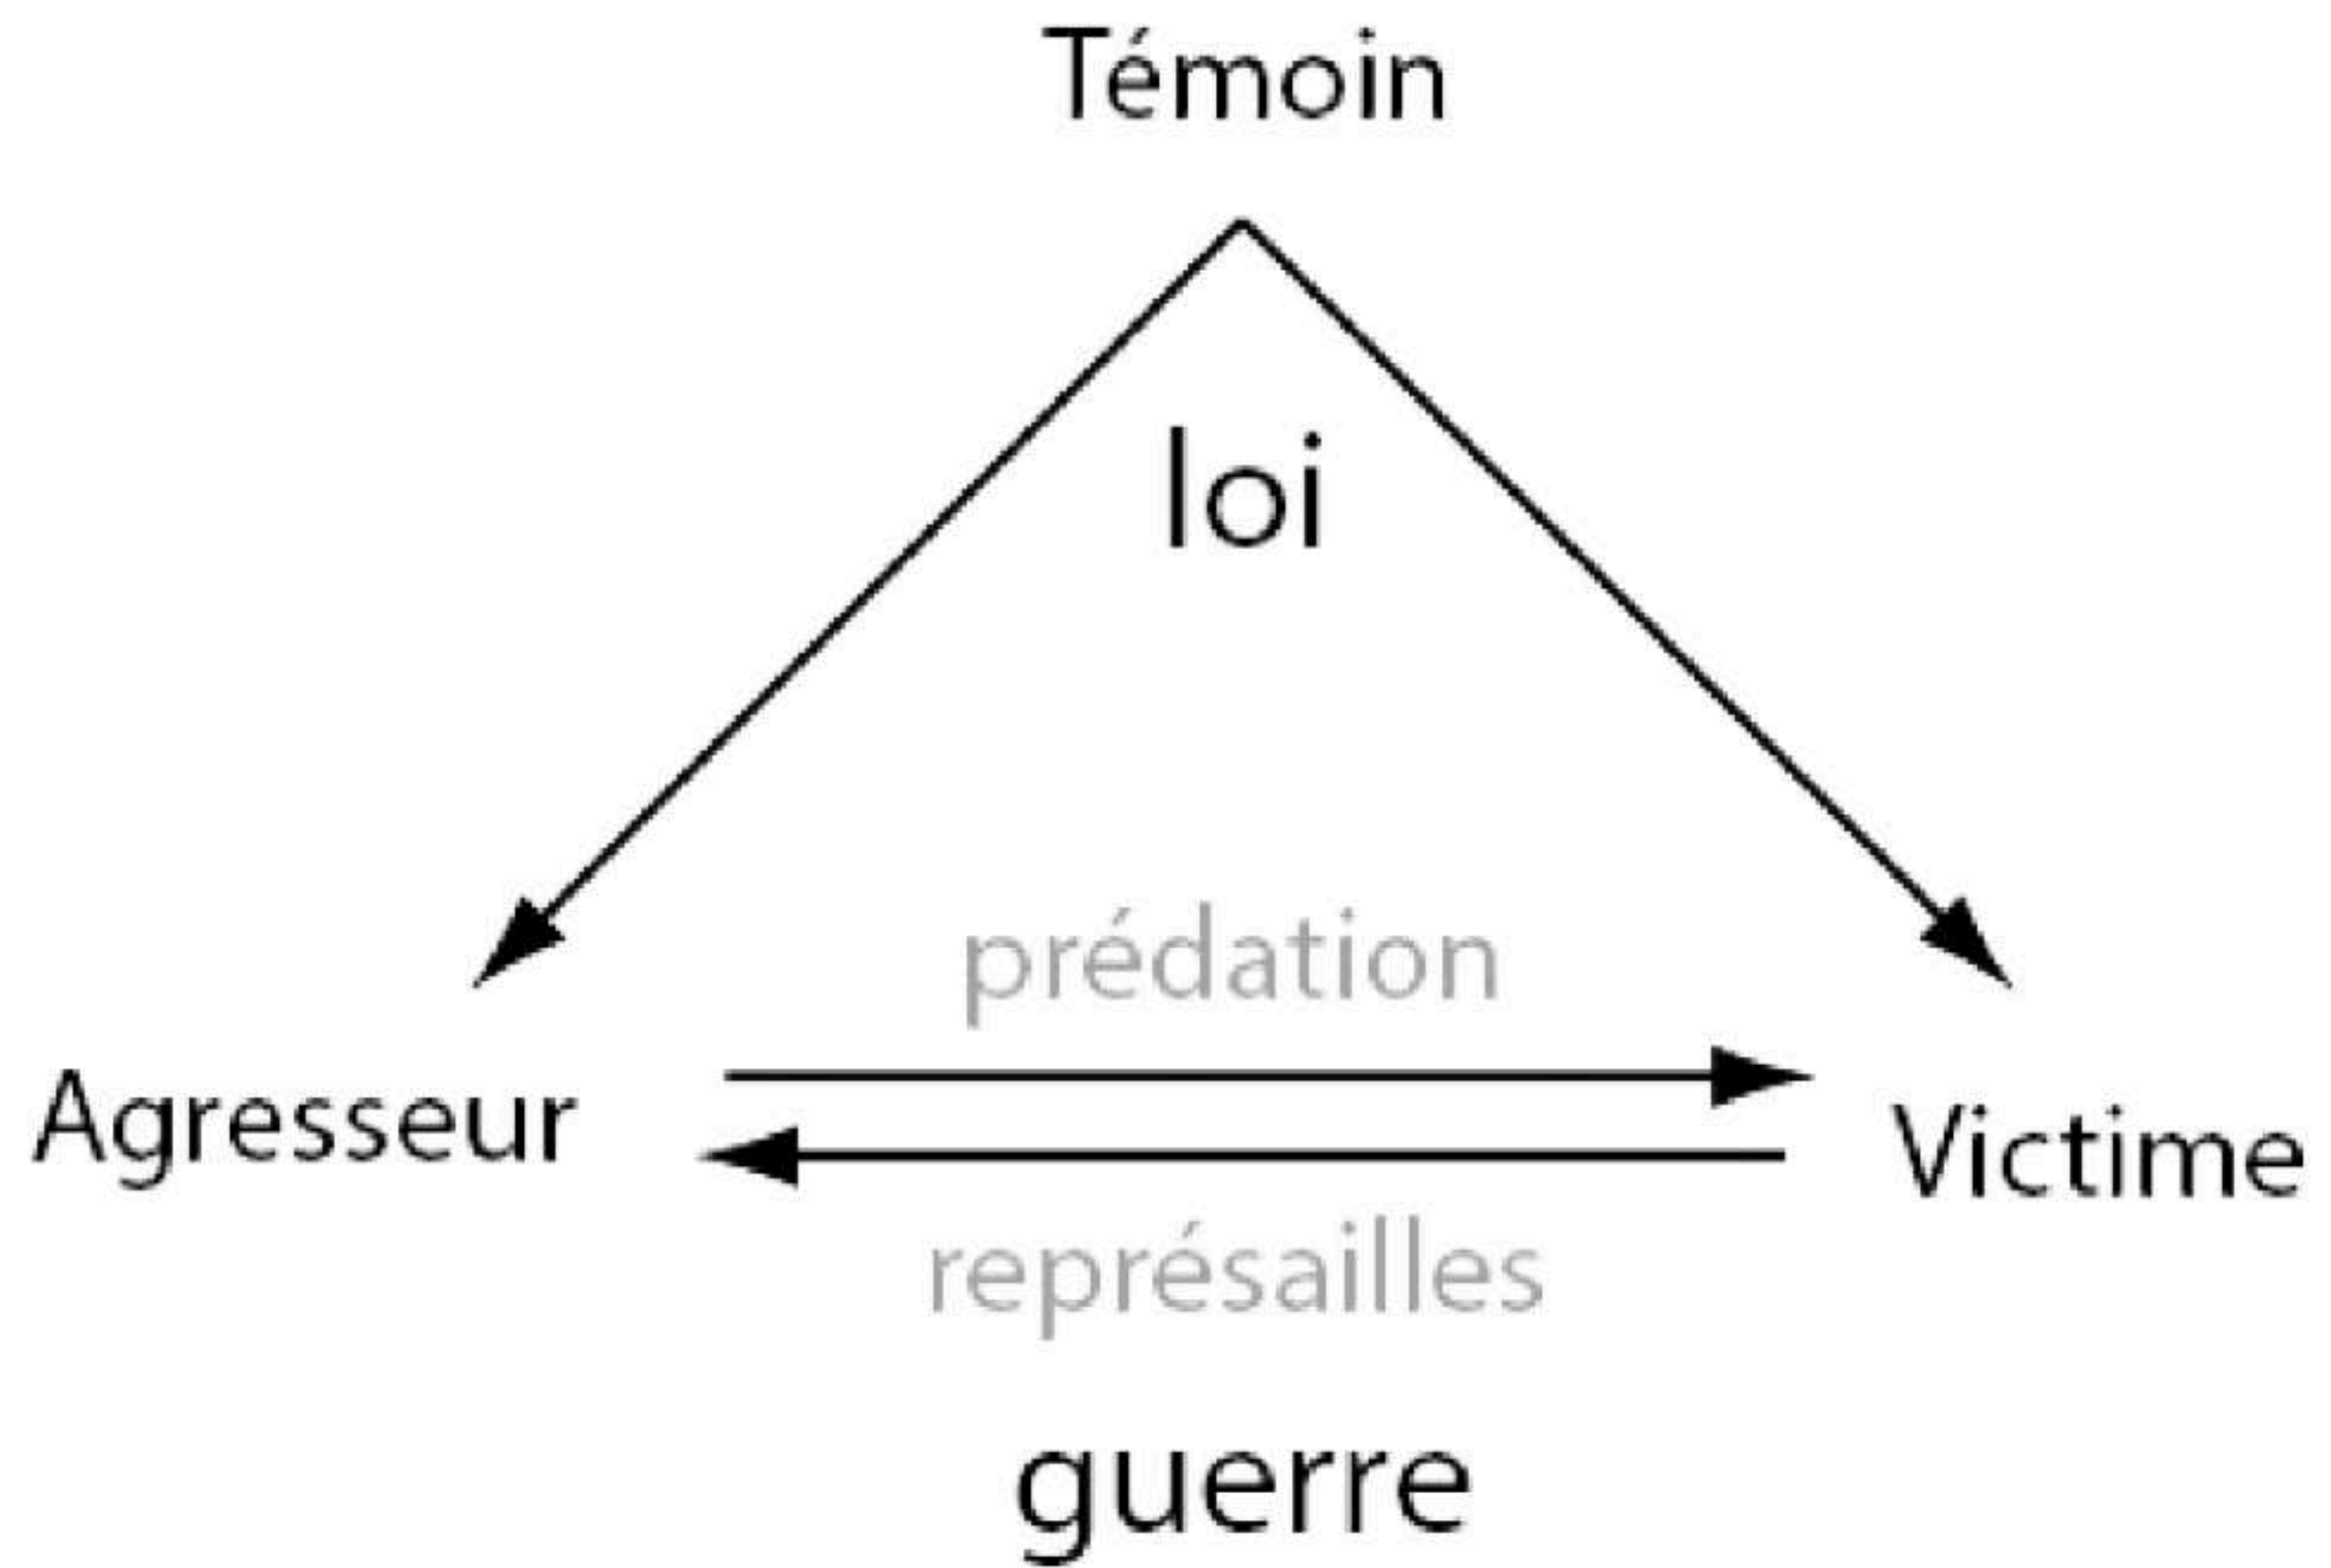 Témoin
loi
prédation
Agresseur
Victime
représailles
guerre